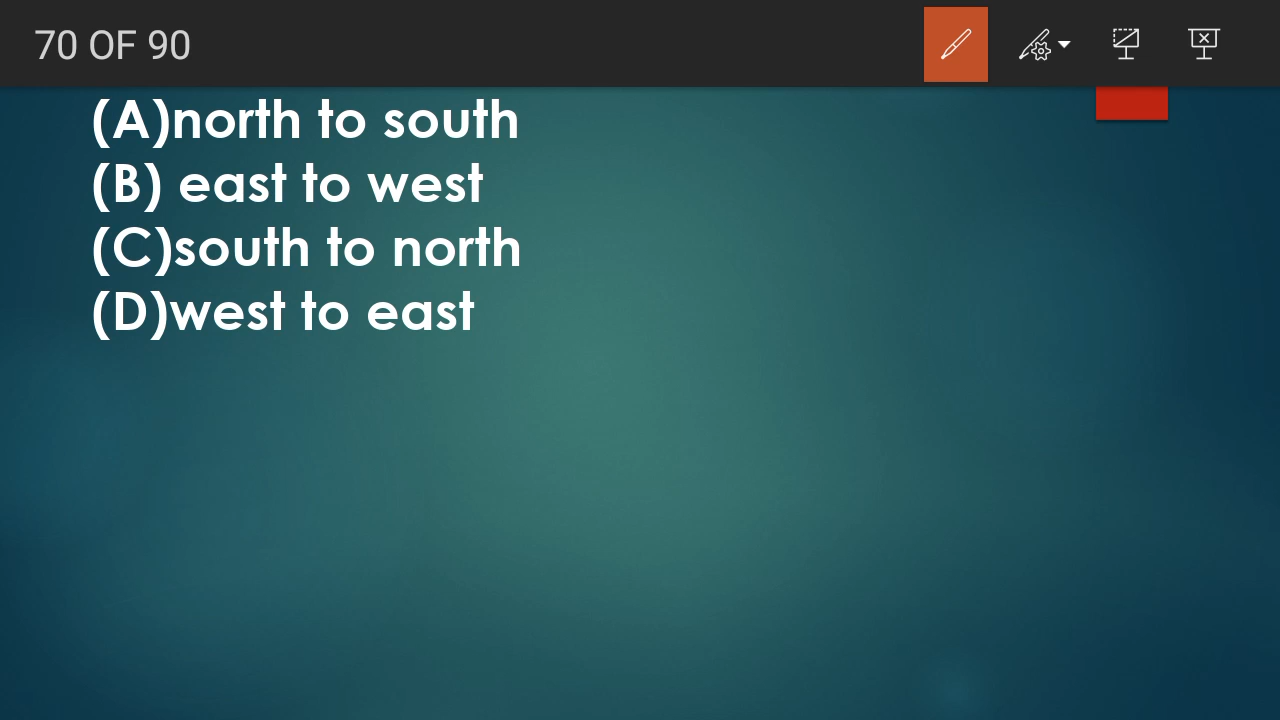 70 OF 90
(A)north to south
(B) east to west
(C)south to north
(D)west to east